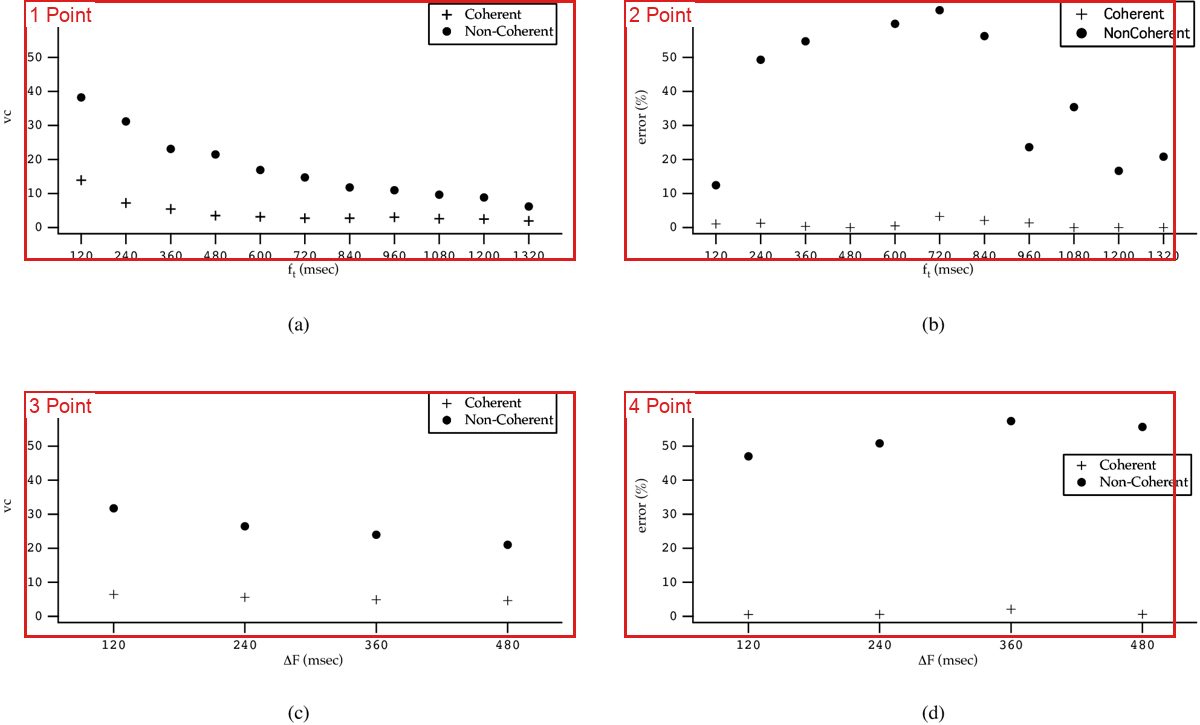 1 Point
+ Coherent
● Non-Coherent
50
40
30
20
10
0
vc
120 240 360 480 600 720 840 960 1080 1200 1320
fₜ (msec)
(a)
2 Point
+ Coherent
● NonCoherent
50
40
30
20
10
0
error (%)
120 240 360 480 600 720 840 960 1080 1200 1320
fₜ (msec)
(b)
3 Point
+ Coherent
● Non-Coherent
50
40
30
20
10
0
vc
120 240 360 480
ΔF (msec)
(c)
4 Point
+ Coherent
● Non-Coherent
50
40
30
20
10
0
error (%)
120 240 360 480
ΔF (msec)
(d)